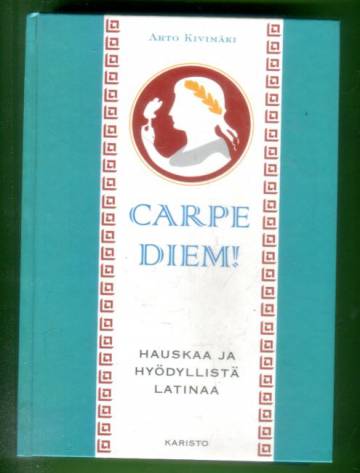 ARTO KIVIMÄKI
CARPE
DIEM!
HAUSKAA JA
HYÖDYLLISTÄ
LATINAA
KARISTO